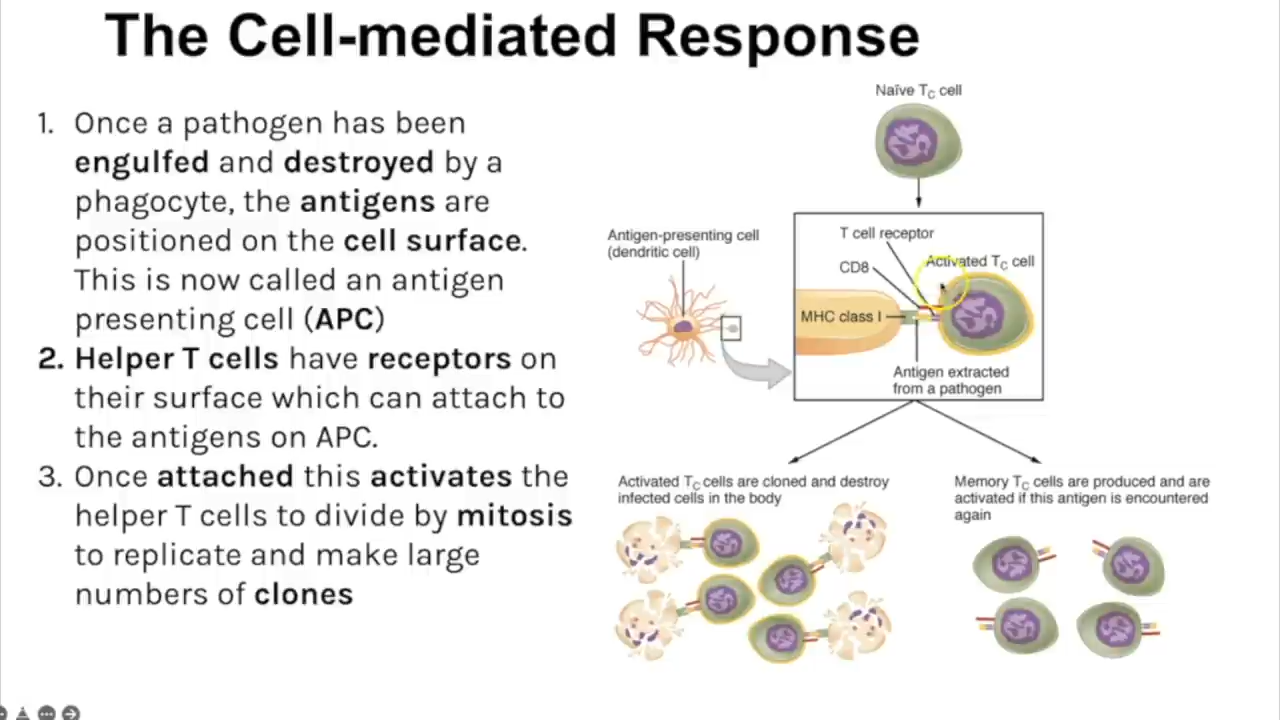 The Cell-mediated Response
1. Once a pathogen has been
engulfed and destroyed by a
phagocyte, the antigens are
positioned on the cell surface.
This is now called an antigen
presenting cell (APC)
2. Helper T cells have receptors on
their surface which can attach to
the antigens on APC.
3. Once attached this activates the
helper T cells to divide by mitosis
to replicate and make large
numbers of clones
Naïve TC cell
Antigen-presenting cell
(dendritic cell)
T cell receptor
Activated TC cell
CD8
MHC class I
Antigen extracted
from a pathogen
Activated TC cells are cloned and destroy
infected cells in the body
Memory TC cells are produced and are
activated if this antigen is encountered
again